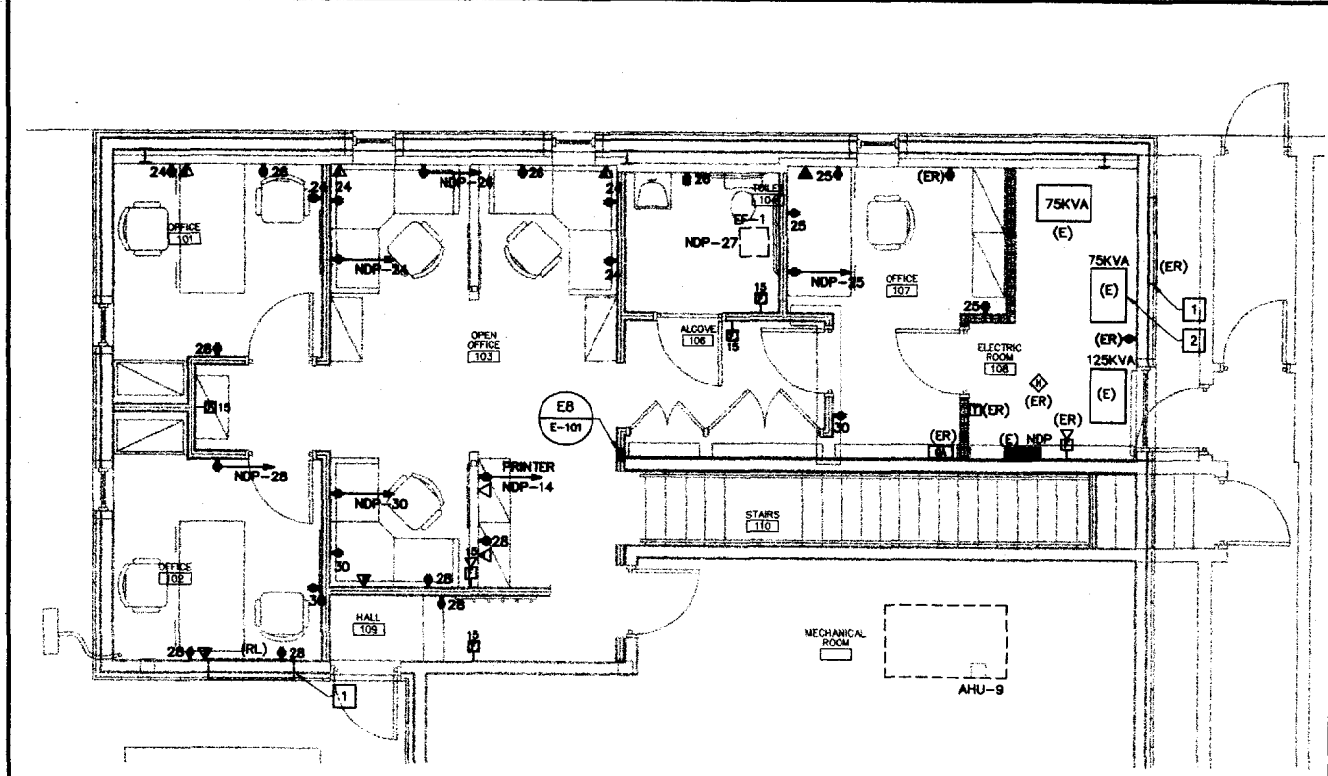 24
26
24
24
NDP-26
26
24
26
TOILET
104
EF-1
NDP-27
25
25
(ER)
75KVA
(E)
OFFICE
101
NDP-24
24
NDP-25
OFFICE
107
75KVA
(E)
(ER)
1
2
15
25
OPEN
OFFICE
103
ALCOVE
106
15
ELECTRIC
ROOM
108
(ER)
125KVA
(E)
28
H
(ER)
15
E8
E-101
30
T
(ER)
(ER)
(E)
NDP
(ER)
NDP-28
PRINTER
NDP-14
NDP-30
STAIRS
110
28
15
30
28
OFFICE
102
28
HALL
109
15
MECHANICAL
ROOM
28
(RL)
28
1
AHU-9